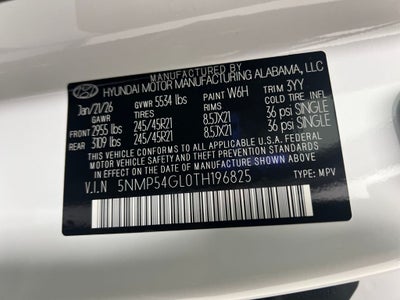 MANUFACTURED BY
HYUNDAI MOTOR MANUFACTURING ALABAMA, LLC
Jan/21/26 GVWR 5534 lbs PAINT W6H TRIM 3YY
TIRES RIMS COLD TIRE INFL
FRONT 2955 lbs 245/45R21 8.5JX21 36 psi SINGLE
REAR 3109 lbs 245/45R21 8.5JX21 36 psi SINGLE
THIS VEHICLE CONFORMS TO ALL APPLICABLE FEDERAL
MOTOR VEHICLE SAFETY AND THEFT PREVENTION STANDARDS
IN EFFECT ON THE DATE OF MANUFACTURE SHOWN ABOVE.
V.I.N 5NMP54GL0TH196825 TYPE: MPV